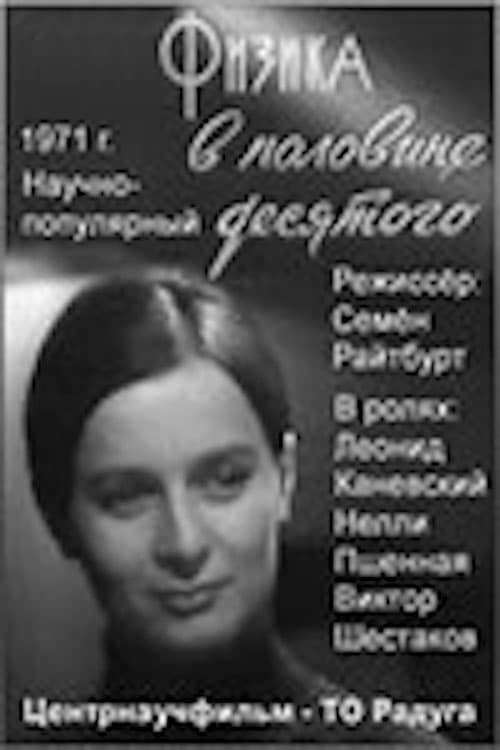 Физика
в половине
десятого
1971 г.
Научно-
популярный
Режиссёр:
Семён
Райтбурт
В ролях:
Леонид
Каневский
Нелли
Пшенная
Виктор
Шестаков
Центрнаучфильм - ТО Радуга